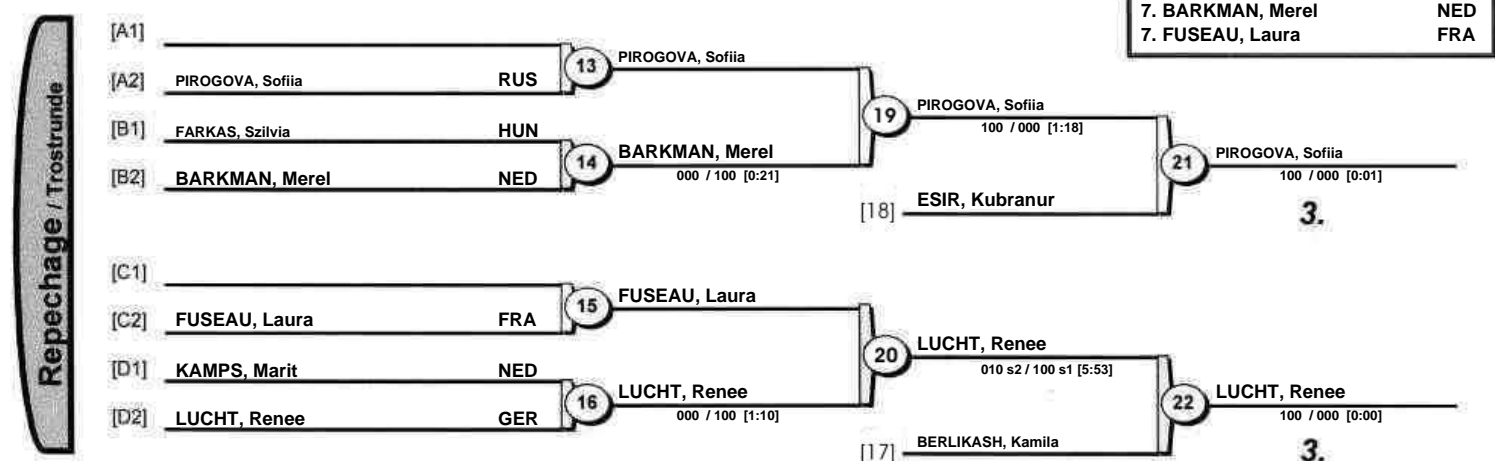 7. BARKMAN, Merel NED
7. FUSEAU, Laura FRA
Repechage / Trostrunde
[A1]
[A2] PIROGOVA, Sofiia RUS
13 PIROGOVA, Sofiia
[B1] FARKAS, Szilvia HUN
[B2] BARKMAN, Merel NED
14 BARKMAN, Merel
000 / 100 [0:21]
19 PIROGOVA, Sofiia
100 / 000 [1:18]
[18] ESIR, Kubranur
21 PIROGOVA, Sofiia
100 / 000 [0:01]
3.
[C1]
[C2] FUSEAU, Laura FRA
15 FUSEAU, Laura
[D1] KAMPS, Marit NED
[D2] LUCHT, Renee GER
16 LUCHT, Renee
000 / 100 [1:10]
20 LUCHT, Renee
010 s2 / 100 s1 [5:53]
[17] BERLIKASH, Kamila
22 LUCHT, Renee
100 / 000 [0:00]
3.